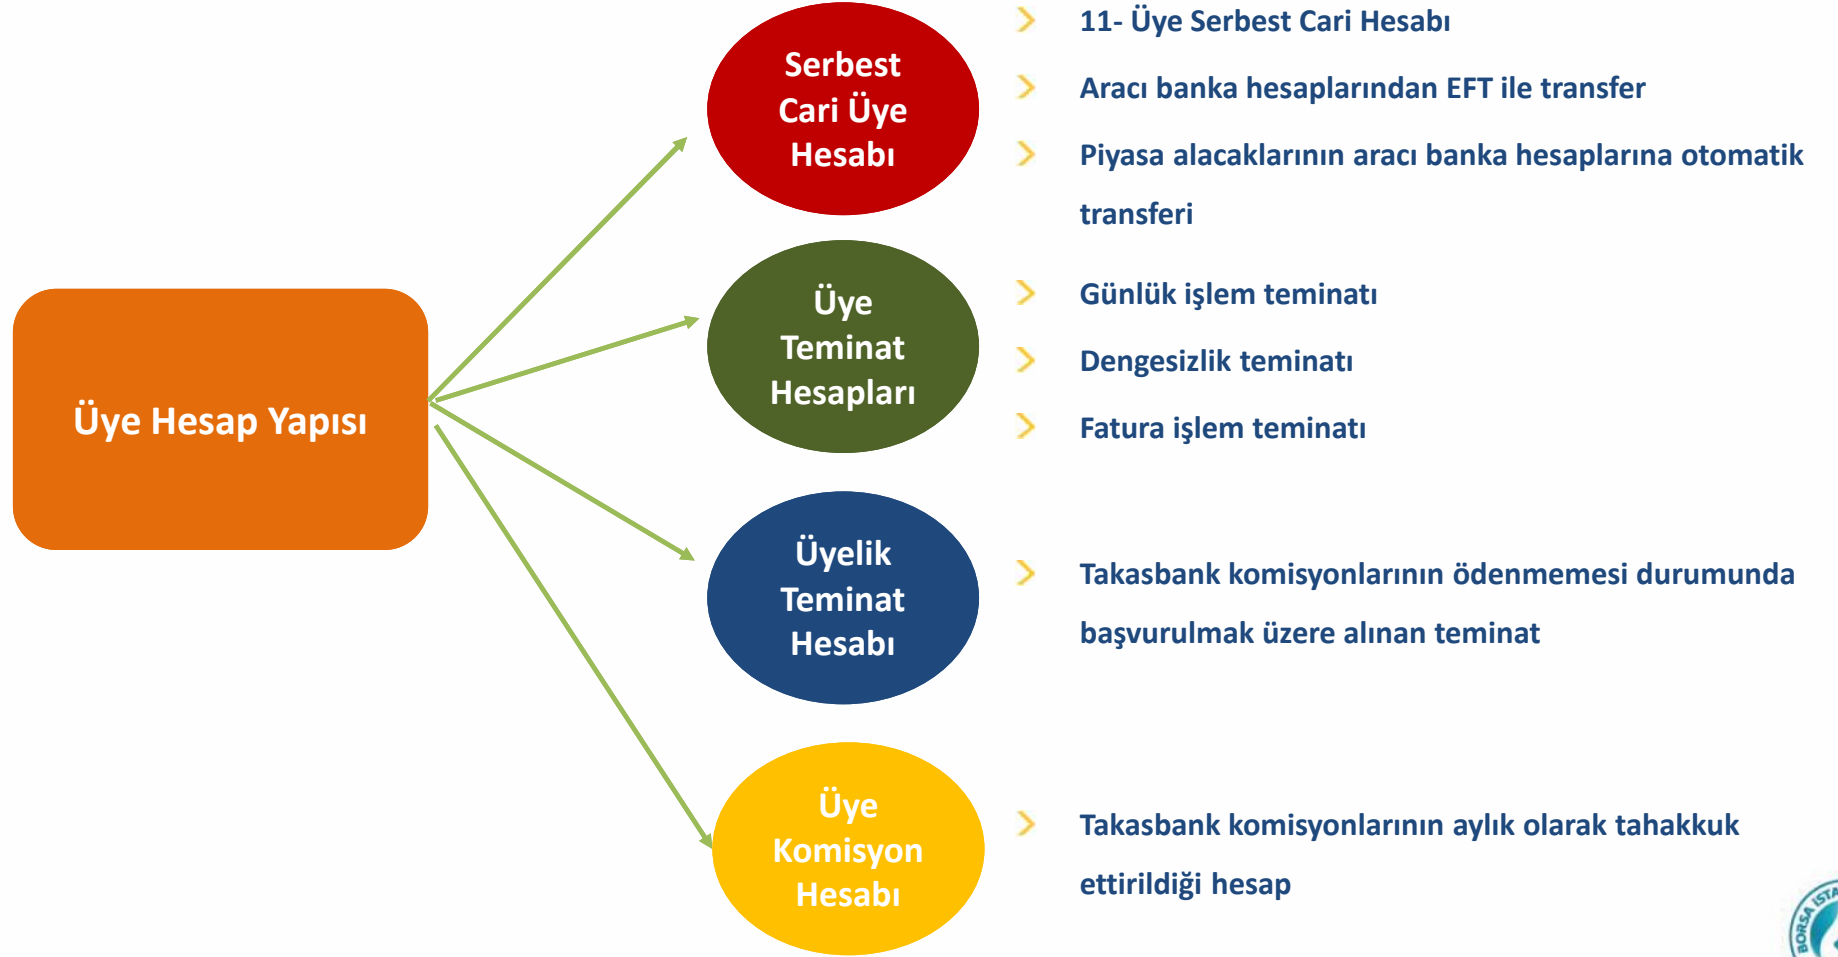 Üye Hesap Yapısı
Serbest
Cari Üye
Hesabı
11- Üye Serbest Cari Hesabı
Aracı banka hesaplarından EFT ile transfer
Piyasa alacaklarının aracı banka hesaplarına otomatik
transferi
Üye
Teminat
Hesapları
Günlük işlem teminatı
Dengesizlik teminatı
Fatura işlem teminatı
Üyelik
Teminat
Hesabı
Takasbank komisyonlarının ödenmemesi durumunda
başvurulmak üzere alınan teminat
Üye
Komisyon
Hesabı
Takasbank komisyonlarının aylık olarak tahakkuk
ettirildiği hesap
BORSA İSTA